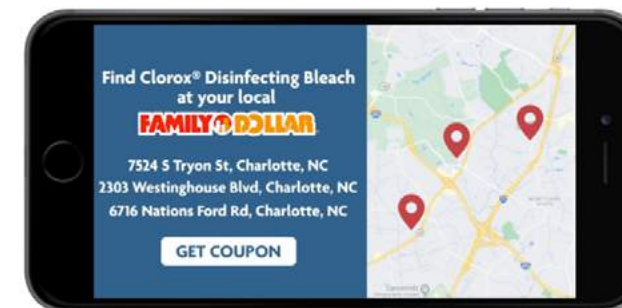 Find Clorox® Disinfecting Bleach
at your local
FAMILY DOLLAR
7524 S Tryon St, Charlotte, NC
2303 Westinghouse Blvd, Charlotte, NC
6716 Nations Ford Rd, Charlotte, NC
GET COUPON